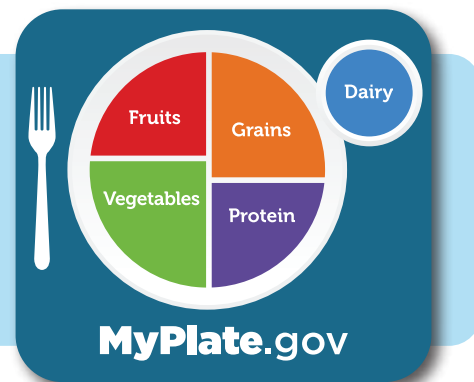 Dairy
Fruits
Grains
Vegetables
Protein
MyPlate.gov